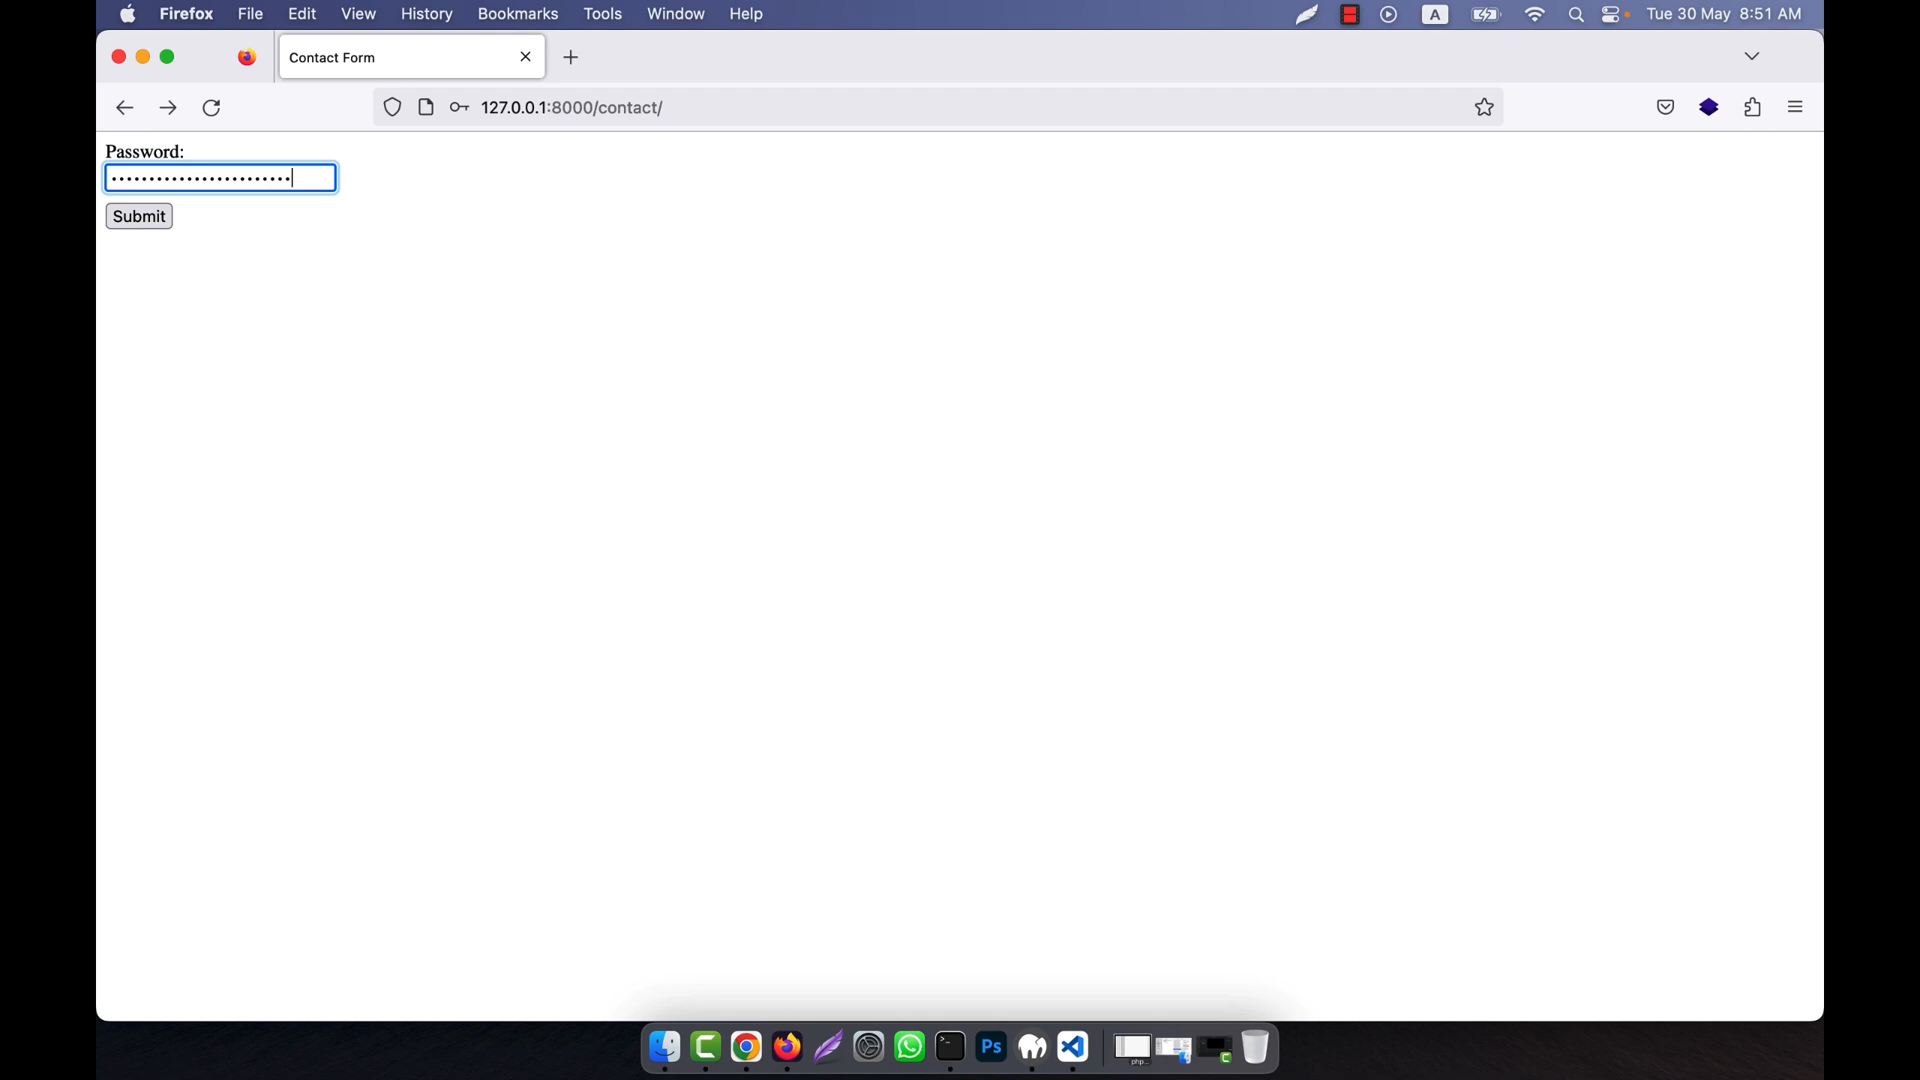 Firefox File Edit View History Bookmarks Tools Window Help A Tue 30 May 8:51 AM
Contact Form
127.0.0.1:8000/contact/
Password:
••••••••••••••••••••••••
Submit
Ps
php...